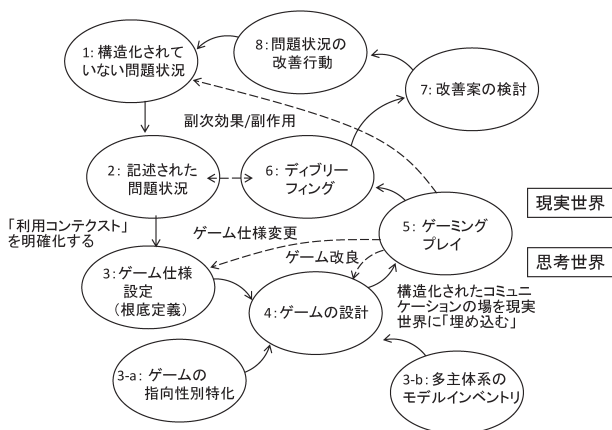 1: 構造化されて
いない問題状況
8: 問題状況の
改善行動
7: 改善案の検討
副次効果/副作用
2: 記述された
問題状況
6: ディブリー
フィング
現実世界
「利用コンテクスト」
を明確化する
ゲーム仕様変更
5: ゲーミング
プレイ
思考世界
ゲーム改良
3: ゲーム仕様
設定
（根底定義）
4: ゲームの設計
構造化されたコミュニ
ケーションの場を現実
世界に「埋め込む」
3-a: ゲームの
指向性別特化
3-b: 多主体系の
モデルインベントリ